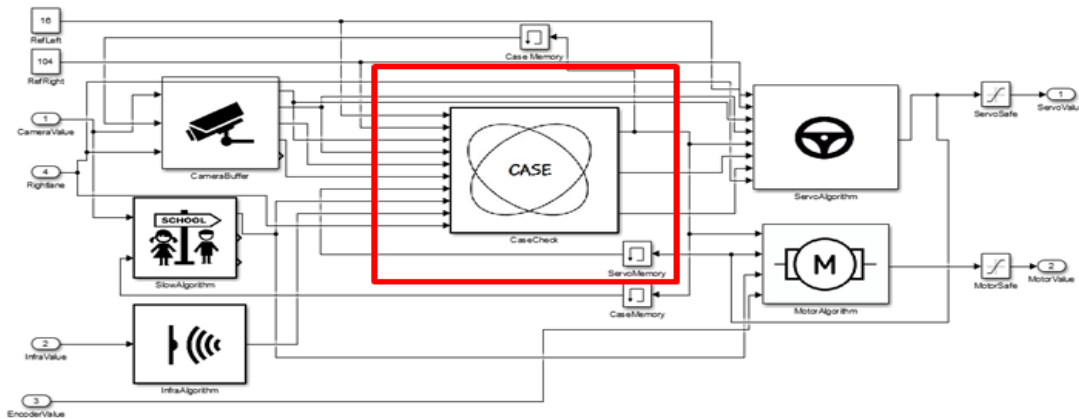 16
RefLeft
104
RefRight
1
CameraValue
4
Rightlane
CameraBuffer
SCHOOL
SlowAlgorithm
2
InfraValue
InfraAlgorithm
3
EncoderValue
Case Memory
CASE
CaseCheck
ServoMemory
CaseMemory
ServoAlgorithm
M
MotorAlgorithm
ServoSafe
1
ServoValu
MotorSafe
2
MotorValue